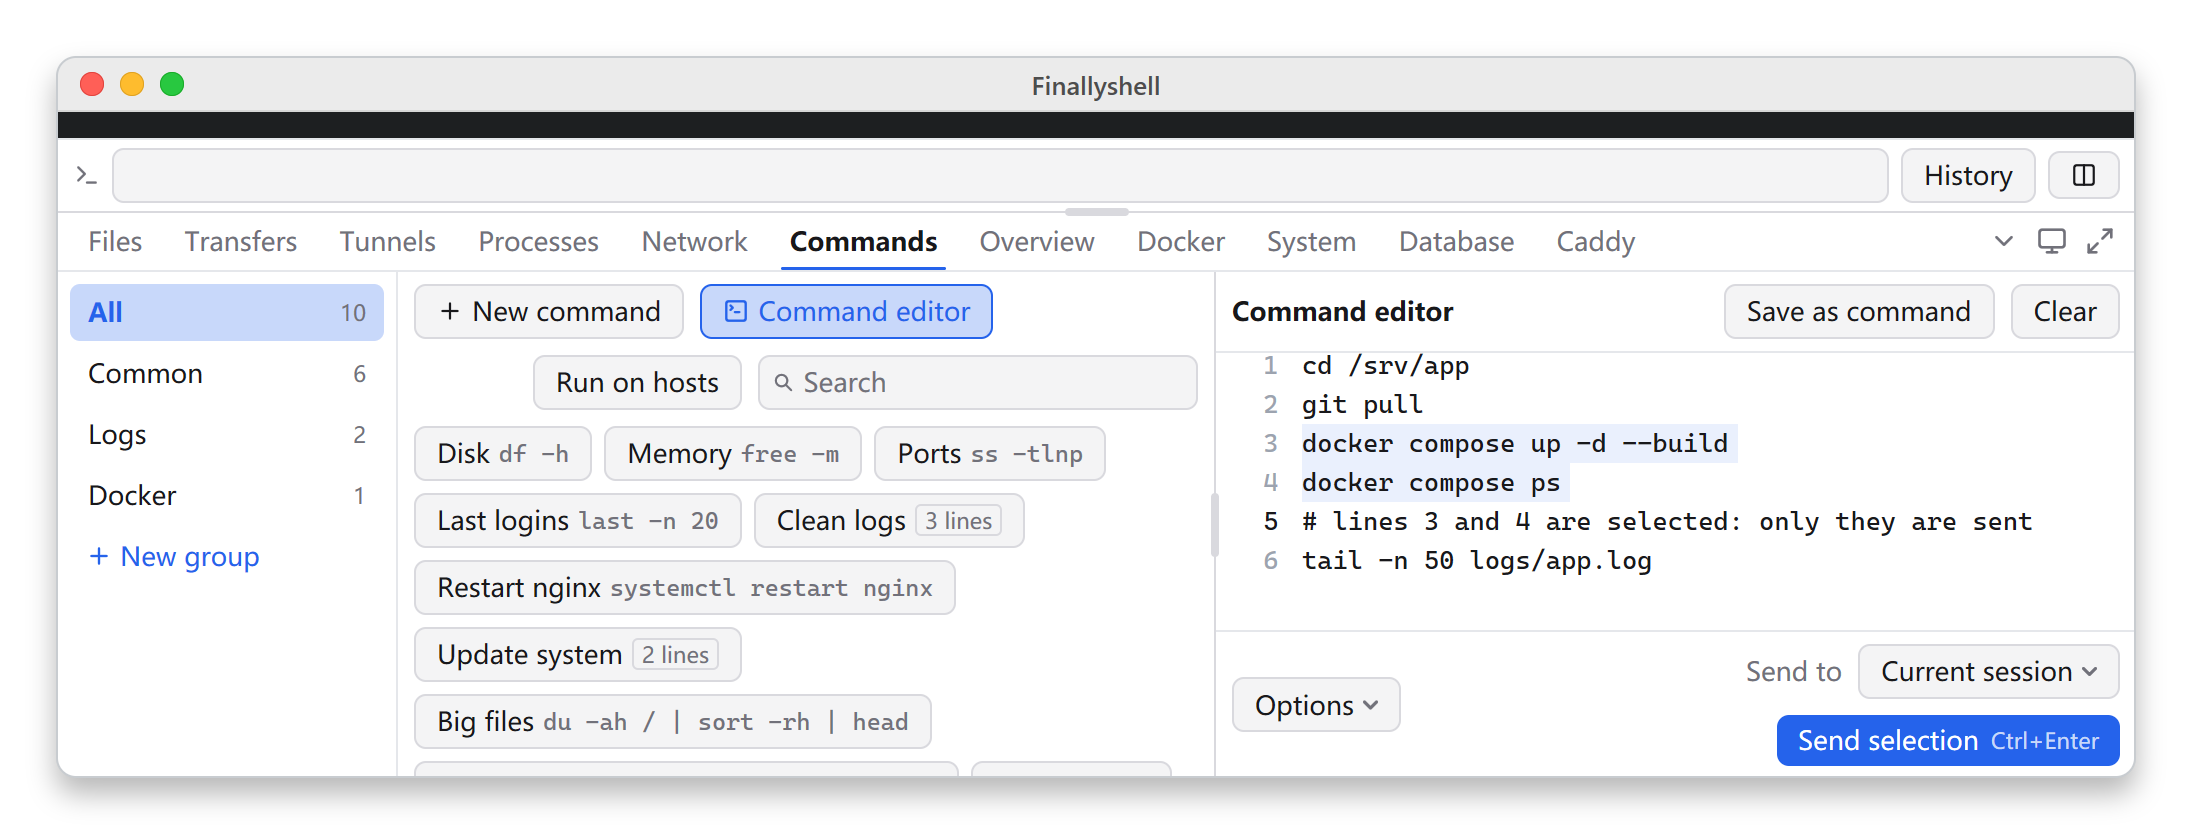 Finallyshell
History
Files Transfers Tunnels Processes Network Commands Overview Docker System Database Caddy
All 10
Common 6
Logs 2
Docker 1
+ New group
+ New command Command editor
Run on hosts Search
Disk df -h Memory free -m Ports ss -tlnp
Last logins last -n 20 Clean logs 3 lines
Restart nginx systemctl restart nginx
Update system 2 lines
Big files du -ah / | sort -rh | head
Command editor Save as command Clear
1 cd /srv/app
2 git pull
3 docker compose up -d --build
4 docker compose ps
5 # lines 3 and 4 are selected: only they are sent
6 tail -n 50 logs/app.log
Options
Send to Current session
Send selection Ctrl+Enter